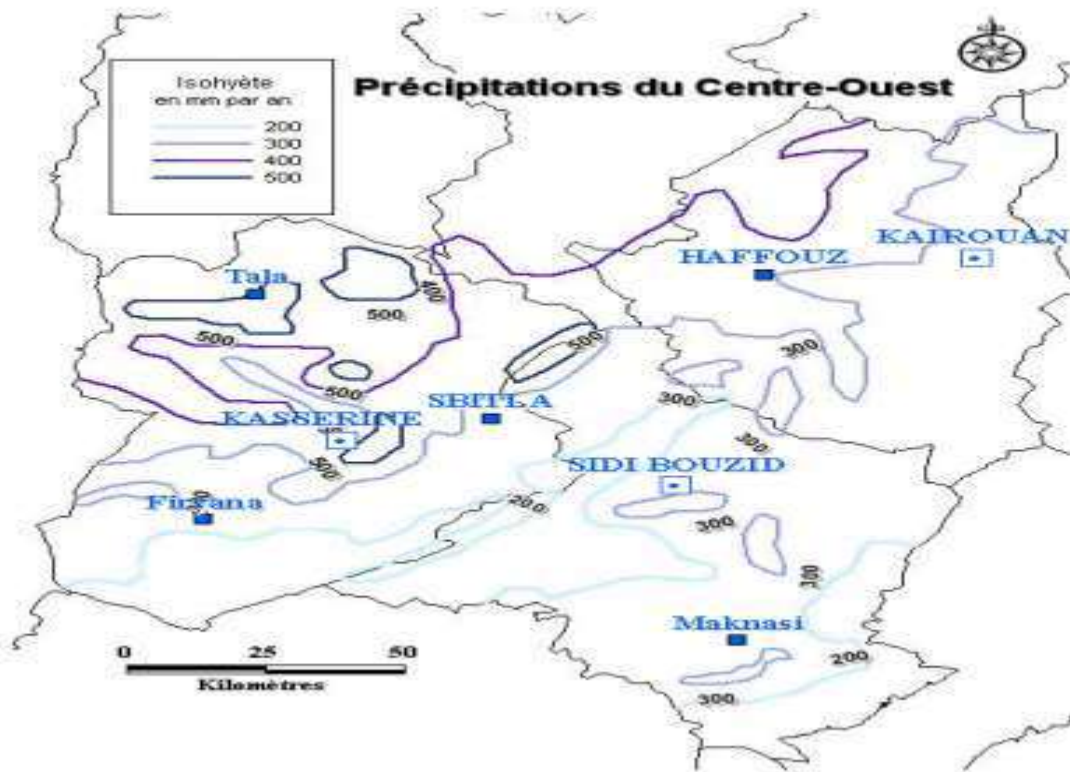 Isohyète
en mm par an
200
300
400
500
Précipitations du Centre-Ouest
KAIROUAN
HAFFOUZ
Tala
400
500
500
500
300
500
SBITLA
300
KASSERINE
300
SIDI BOUZID
500
200
300
300
Maknasi
200
300
0 25 50
Kilomètres